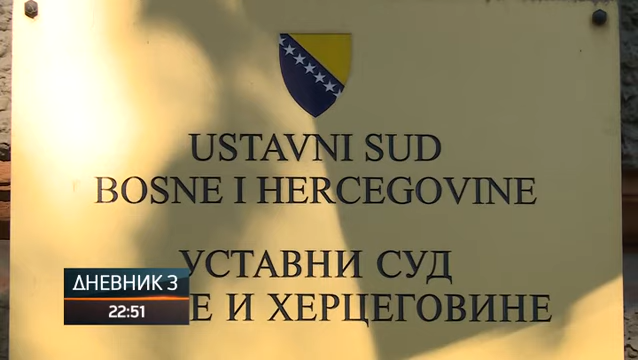 USTAVNI SUD
BOSNE I HERCEGOVINE
УСТАВНИ СУД
Е И ХЕРЦЕГОВИНЕ
ДНЕВНИК 3
22:51